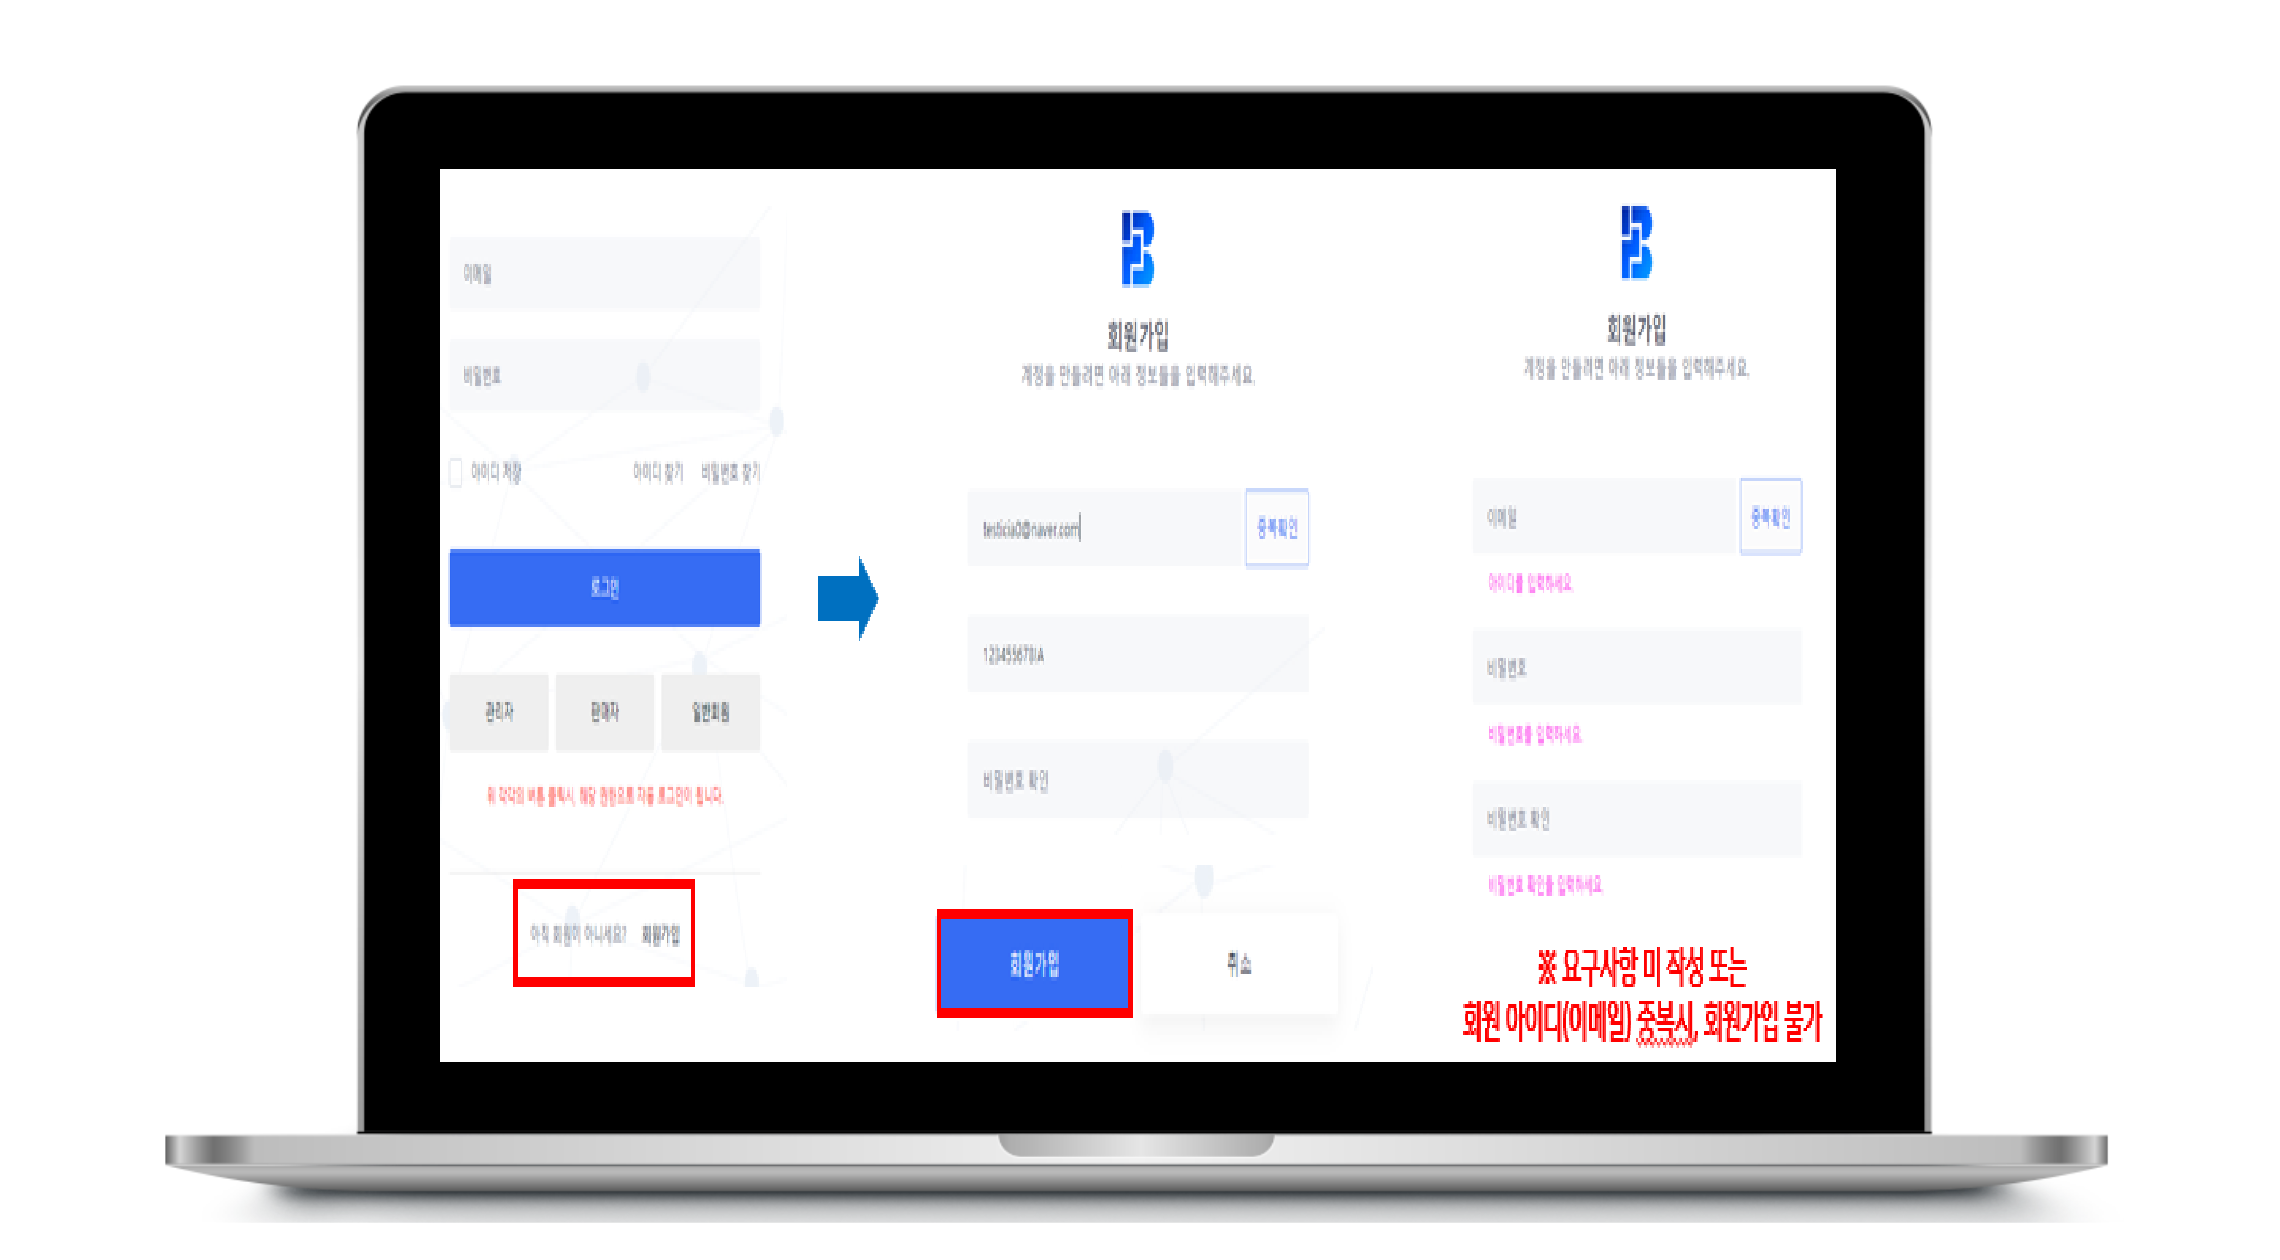 이메일
비밀번호
아이디 저장 아이디 찾기 비밀번호 찾기
로그인
관리자 판매자 일반회원
위 각각의 버튼 클릭시, 해당 권한으로 자동 로그인이 됩니다.
아직 회원이 아니세요? 회원가입
회원가입
계정을 만들려면 아래 정보들을 입력해주세요.
중복확인
비밀번호 확인
회원가입 취소
회원가입
계정을 만들려면 아래 정보들을 입력해주세요.
이메일 중복확인
아이디를 입력하세요.
비밀번호
비밀번호를 입력하세요.
비밀번호 확인
비밀번호 확인을 입력하세요.
※ 요구사항 미 작성 또는
회원 아이디(이메일) 중복시, 회원가입 불가